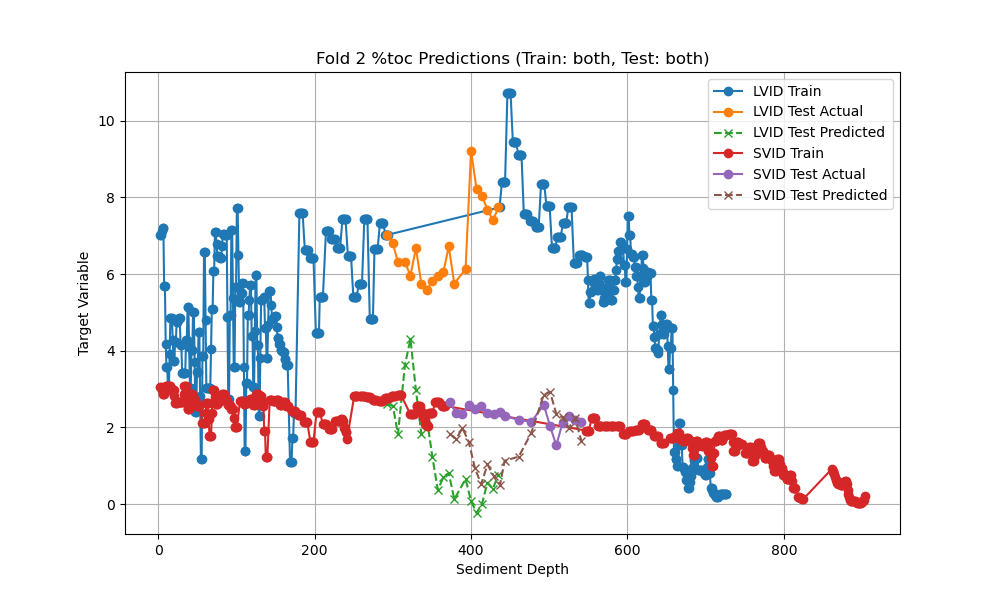 Fold 2 %toc Predictions (Train: both, Test: both)
LVID Train
LVID Test Actual
LVID Test Predicted
SVID Train
SVID Test Actual
SVID Test Predicted
Target Variable
10
8
6
4
2
0
0 200 400 600 800
Sediment Depth